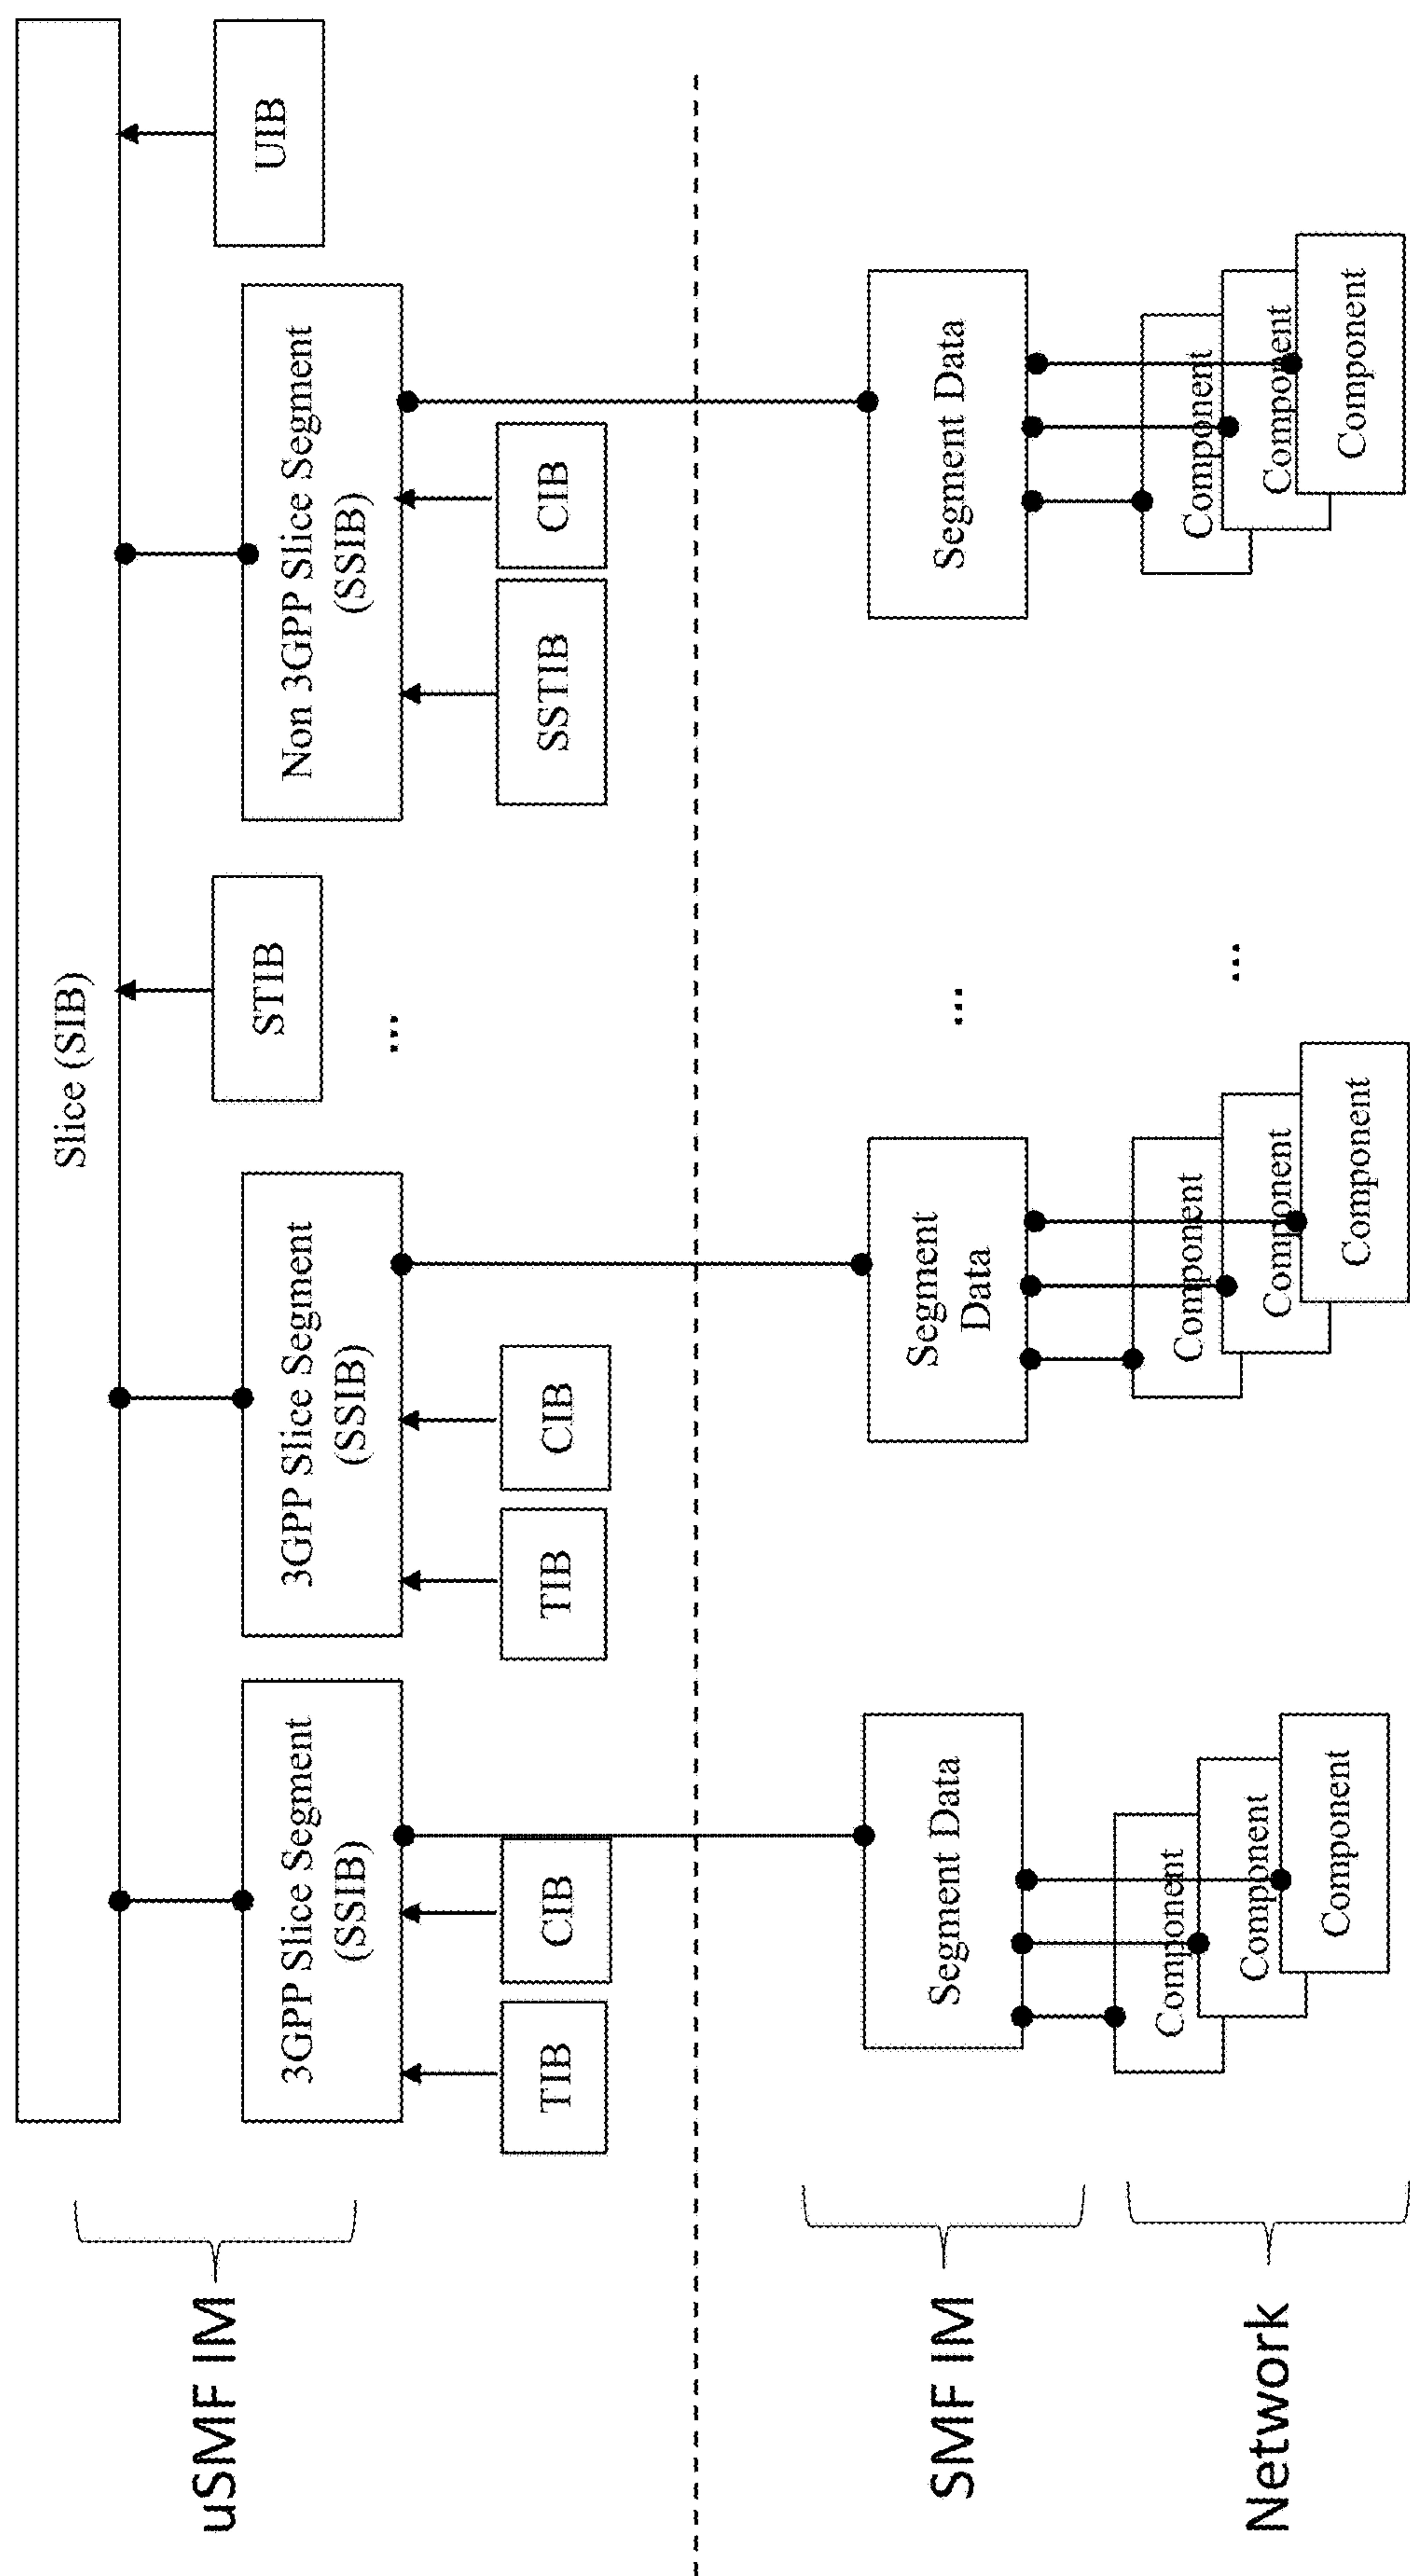 Slice (SIB)
uSMF IM
3GPP Slice Segment
(SSIB)
3GPP Slice Segment
(SSIB)
STIB
Non 3GPP Slice Segment
(SSIB)
UIB
...
TIB
CIB
TIB
CIB
SSTIB
CIB
SMF IM
Segment Data
Segment
Data
...
Segment Data
Network
Component
Component
Component
Component
Component
Component
...
Component
Component
Component